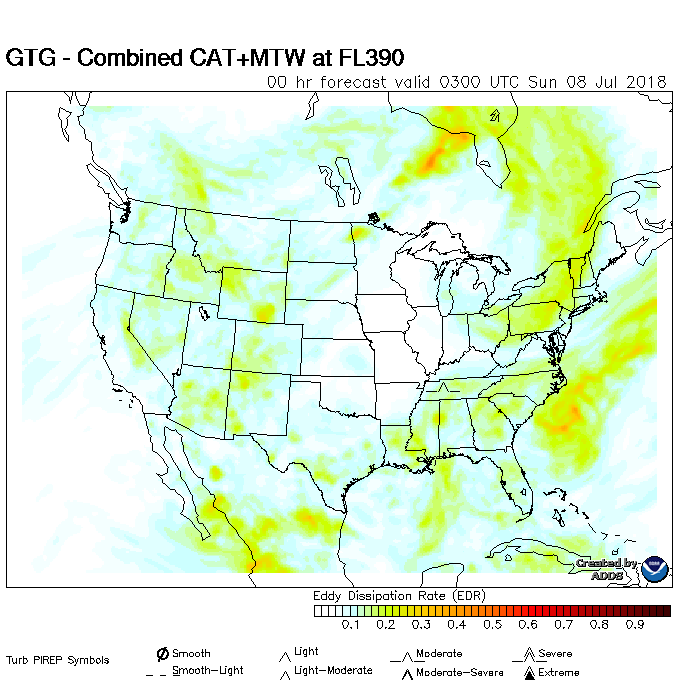 GTG - Combined CAT+MTW at FL390
00 hr forecast valid 0300 UTC Sun 08 Jul 2018
Created by
ADDS
Eddy Dissipation Rate (EDR)
0.1 0.2 0.3 0.4 0.5 0.6 0.7 0.8 0.9
Turb PIREP Symbols
Smooth Light Moderate Severe
Smooth-Light Light-Moderate Moderate-Severe Extreme